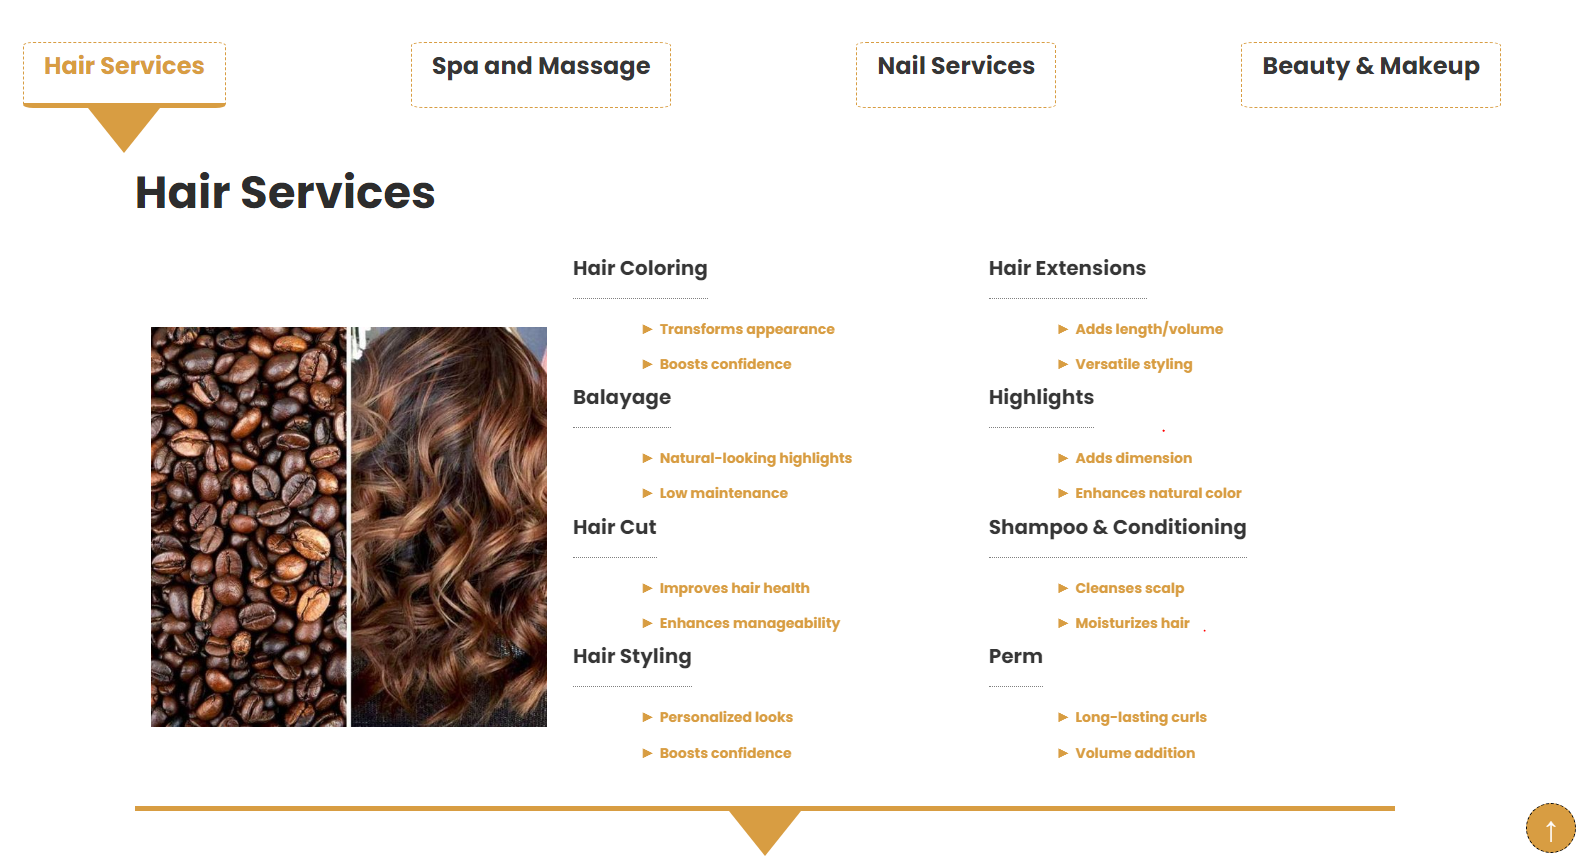 Hair Services
Spa and Massage
Nail Services
Beauty & Makeup
Hair Services
Hair Coloring
► Transforms appearance
► Boosts confidence
Balayage
► Natural-looking highlights
► Low maintenance
Hair Cut
► Improves hair health
► Enhances manageability
Hair Styling
► Personalized looks
► Boosts confidence
Hair Extensions
► Adds length/volume
► Versatile styling
Highlights
► Adds dimension
► Enhances natural color
Shampoo & Conditioning
► Cleanses scalp
► Moisturizes hair
Perm
► Long-lasting curls
► Volume addition
↑